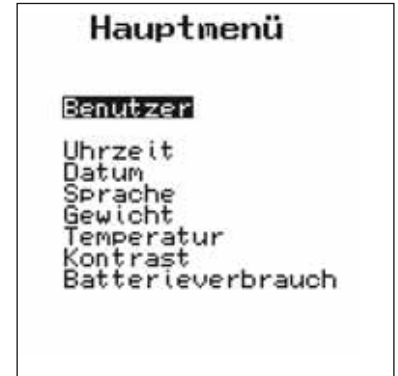 Hauptmenü
Benutzer
Uhrzeit
Datum
Sprache
Gewicht
Temperatur
Kontrast
Batterieverbrauch